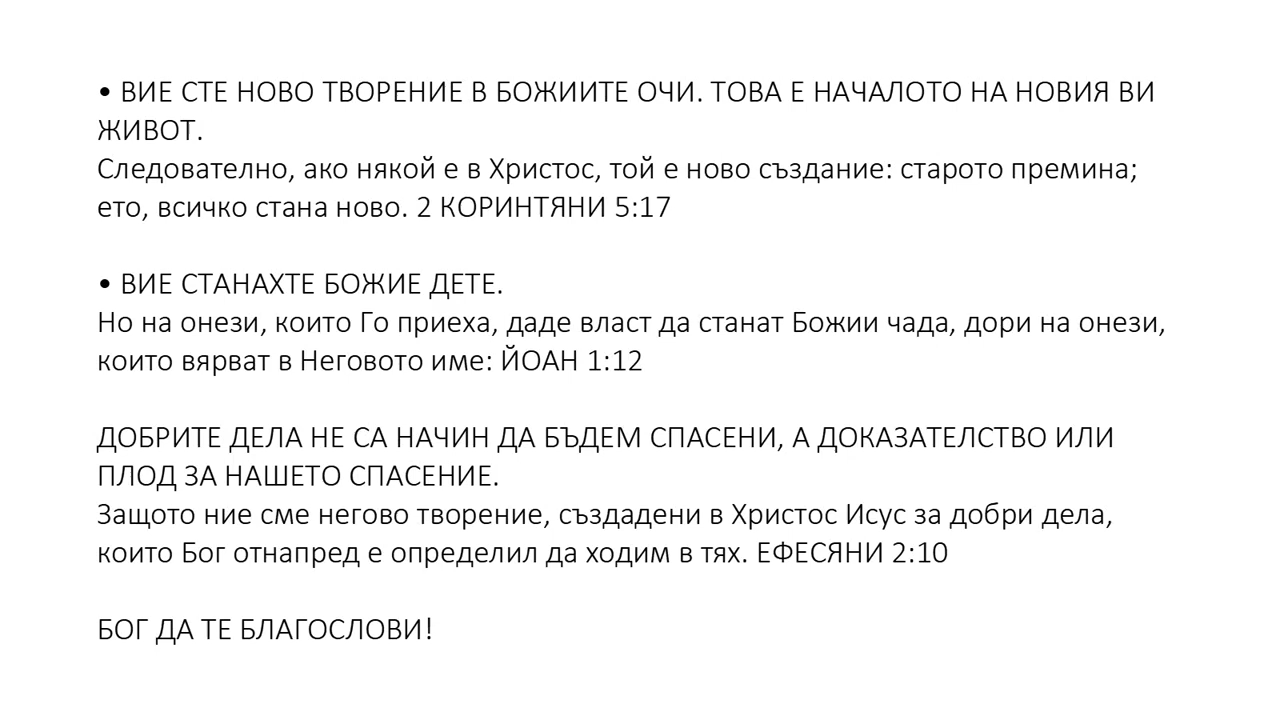 • ВИЕ СТЕ НОВО ТВОРЕНИЕ В БОЖИИТЕ ОЧИ. ТОВА Е НАЧАЛОТО НА НОВИЯ ВИ
ЖИВОТ.
Следователно, ако някой е в Христос, той е ново създание: старото премина;
ето, всичко стана ново. 2 КОРИНТЯНИ 5:17
• ВИЕ СТАНАХТЕ БОЖИЕ ДЕТЕ.
Но на онези, които Го приеха, даде власт да станат Божии чада, дори на онези,
които вярват в Неговото име: ЙОАН 1:12
ДОБРИТЕ ДЕЛА НЕ СА НАЧИН ДА БЪДЕМ СПАСЕНИ, А ДОКАЗАТЕЛСТВО ИЛИ
ПЛОД ЗА НАШЕТО СПАСЕНИЕ.
Защото ние сме негово творение, създадени в Христос Исус за добри дела,
които Бог отнапред е определил да ходим в тях. ЕФЕСЯНИ 2:10
БОГ ДА ТЕ БЛАГОСЛОВИ!